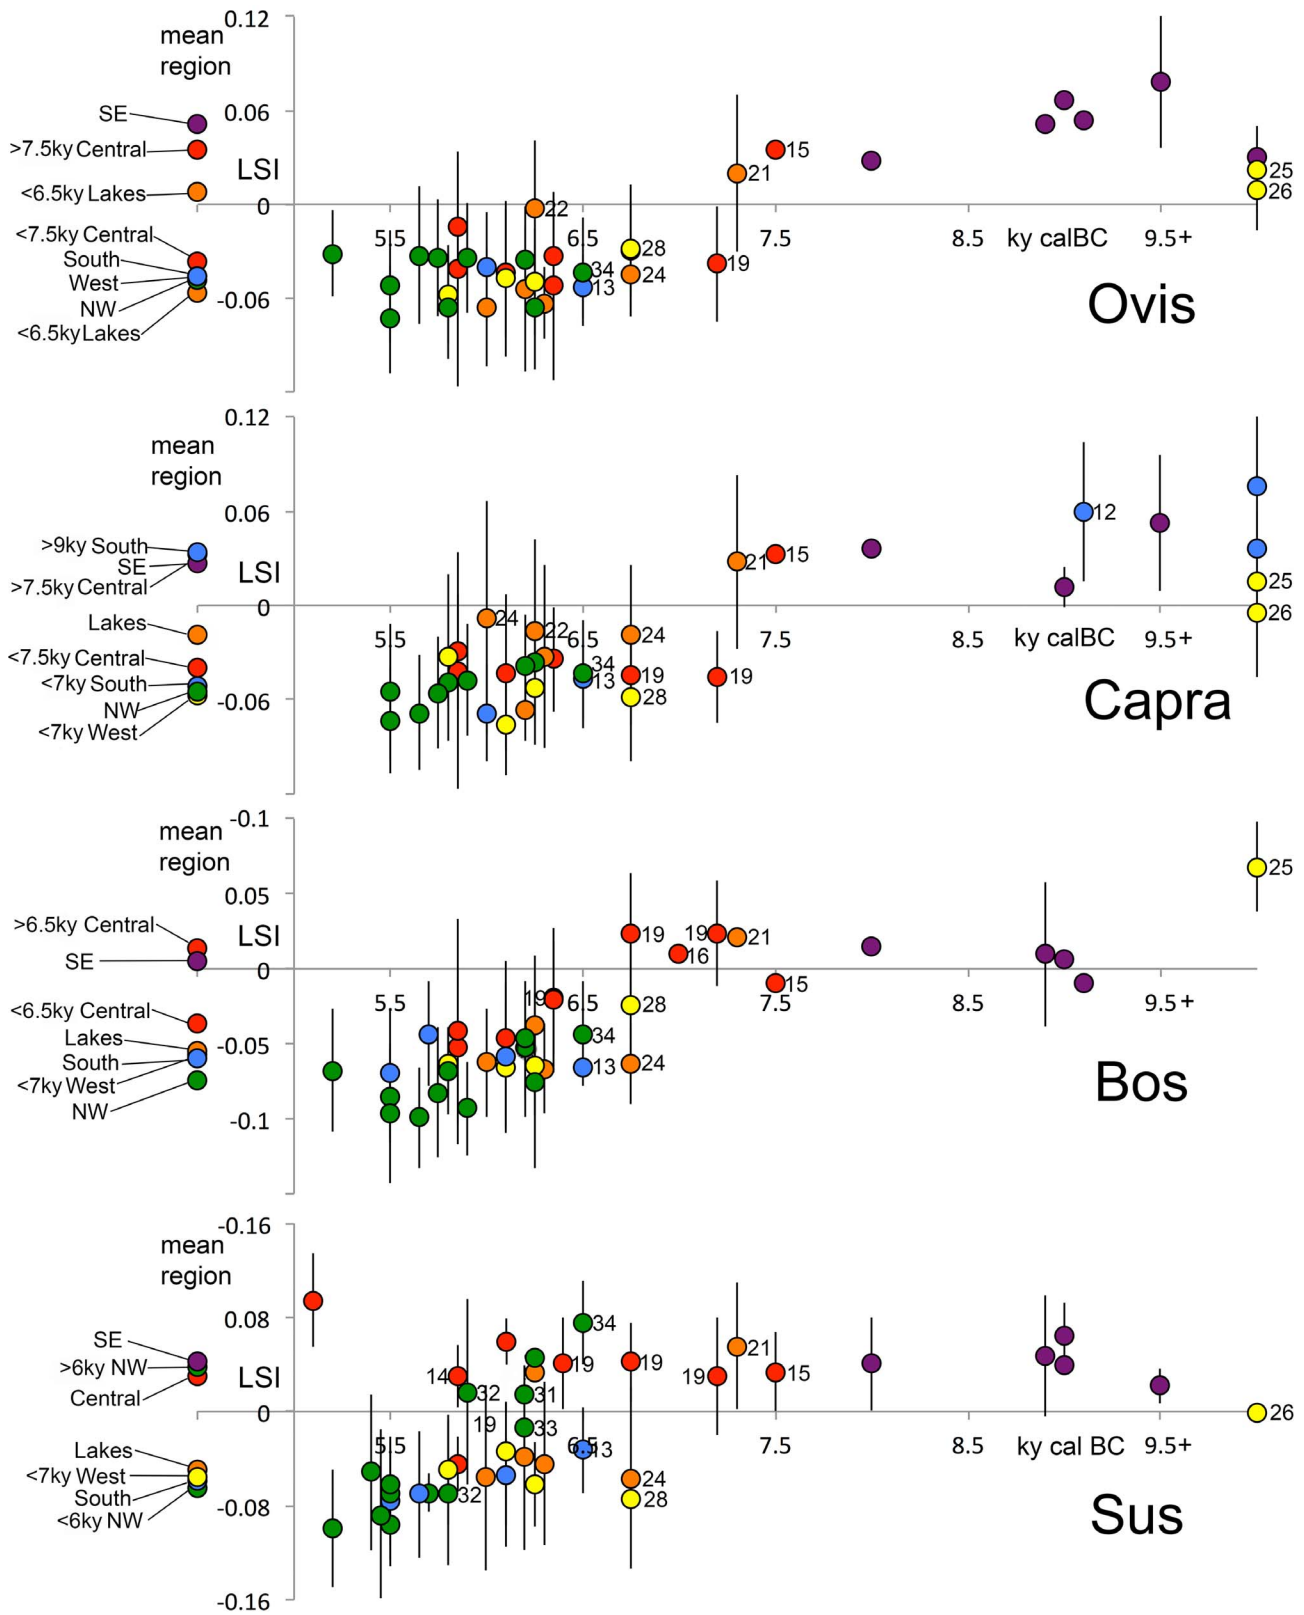 0.12
mean
region
SE
0.06
>7.5ky Central
LSI
15
21
25
26
<6.5ky Lakes
0
22
<7.5ky Central
South
West
NW
<6.5ky Lakes
5.5
6.5
28
34
24
13
19
7.5
8.5
ky calBC
9.5+
-0.06
Ovis
0.12
mean
region
0.06
12
>9ky South
SE
>7.5ky Central
LSI
21
15
25
26
0
Lakes
24
22
24
5.5
6.5
7.5
8.5
ky calBC
9.5+
<7.5ky Central
<7ky South
NW
<7ky West
34
13
19
19
28
-0.06
Capra
-0.1
mean
region
25
0.05
>6.5ky Central
SE
LSI
19
19
21
16
0
15
19
5.5
6.5
28
7.5
8.5
9.5+
<6.5ky Central
Lakes
South
<7ky West
NW
34
13
24
-0.05
-0.1
Bos
-0.16
mean
region
0.08
34
SE
>6ky NW
Central
LSI
14
32
31
19
19
19
21
15
0
26
19
33
5.5
6.5
13
7.5
8.5
ky cal BC
9.5+
Lakes
<7ky West
South
<6ky NW
32
24
28
-0.08
Sus
-0.16